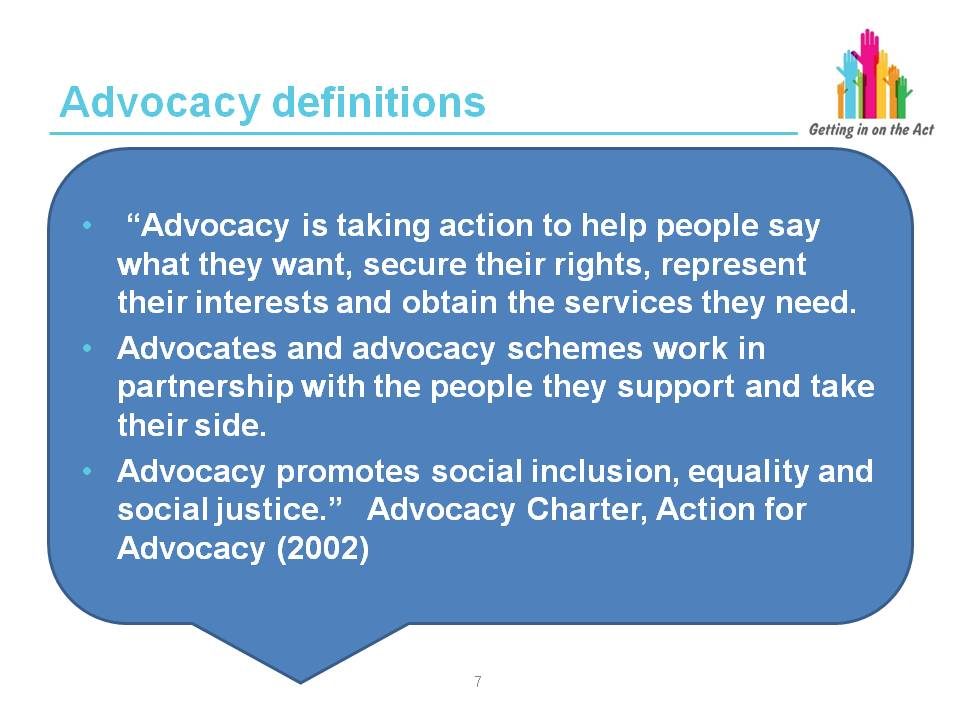 Advocacy definitions
Getting in on the Act
• “Advocacy is taking action to help people say
what they want, secure their rights, represent
their interests and obtain the services they need.
• Advocates and advocacy schemes work in
partnership with the people they support and take
their side.
• Advocacy promotes social inclusion, equality and
social justice.” Advocacy Charter, Action for
Advocacy (2002)
7